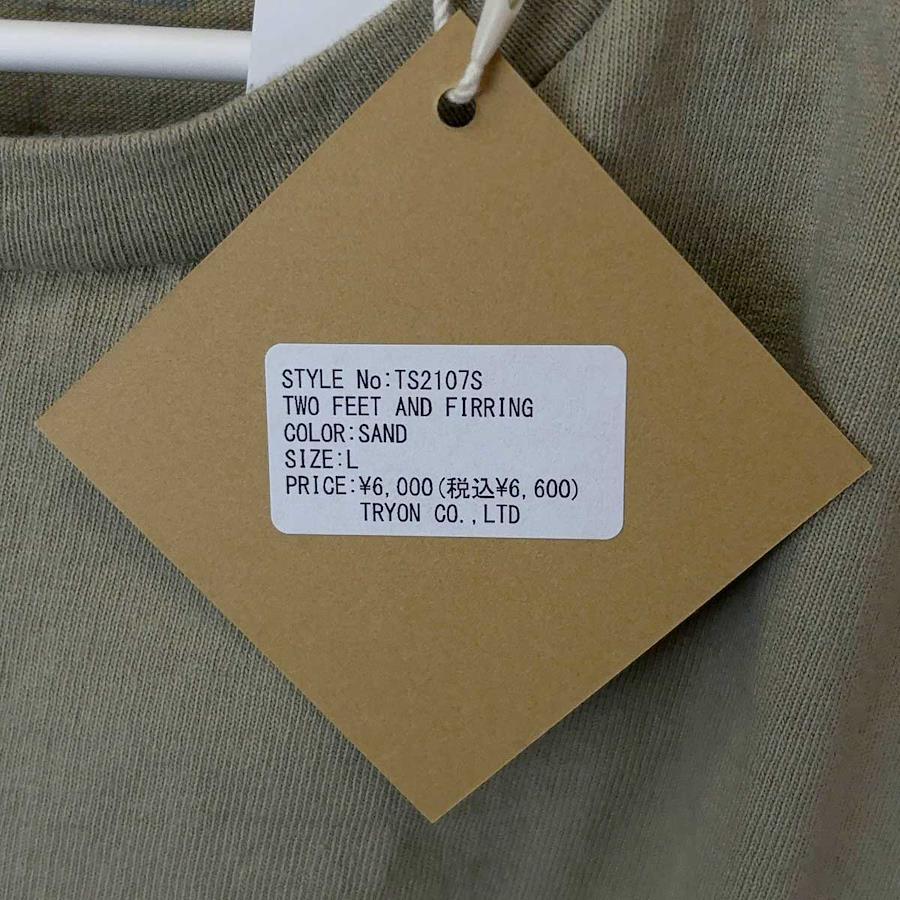 STYLE No:TS2107S
TWO FEET AND FIRRING
COLOR:SAND
SIZE:L
PRICE:¥6,000(税込¥6,600)
TRYON CO.,LTD